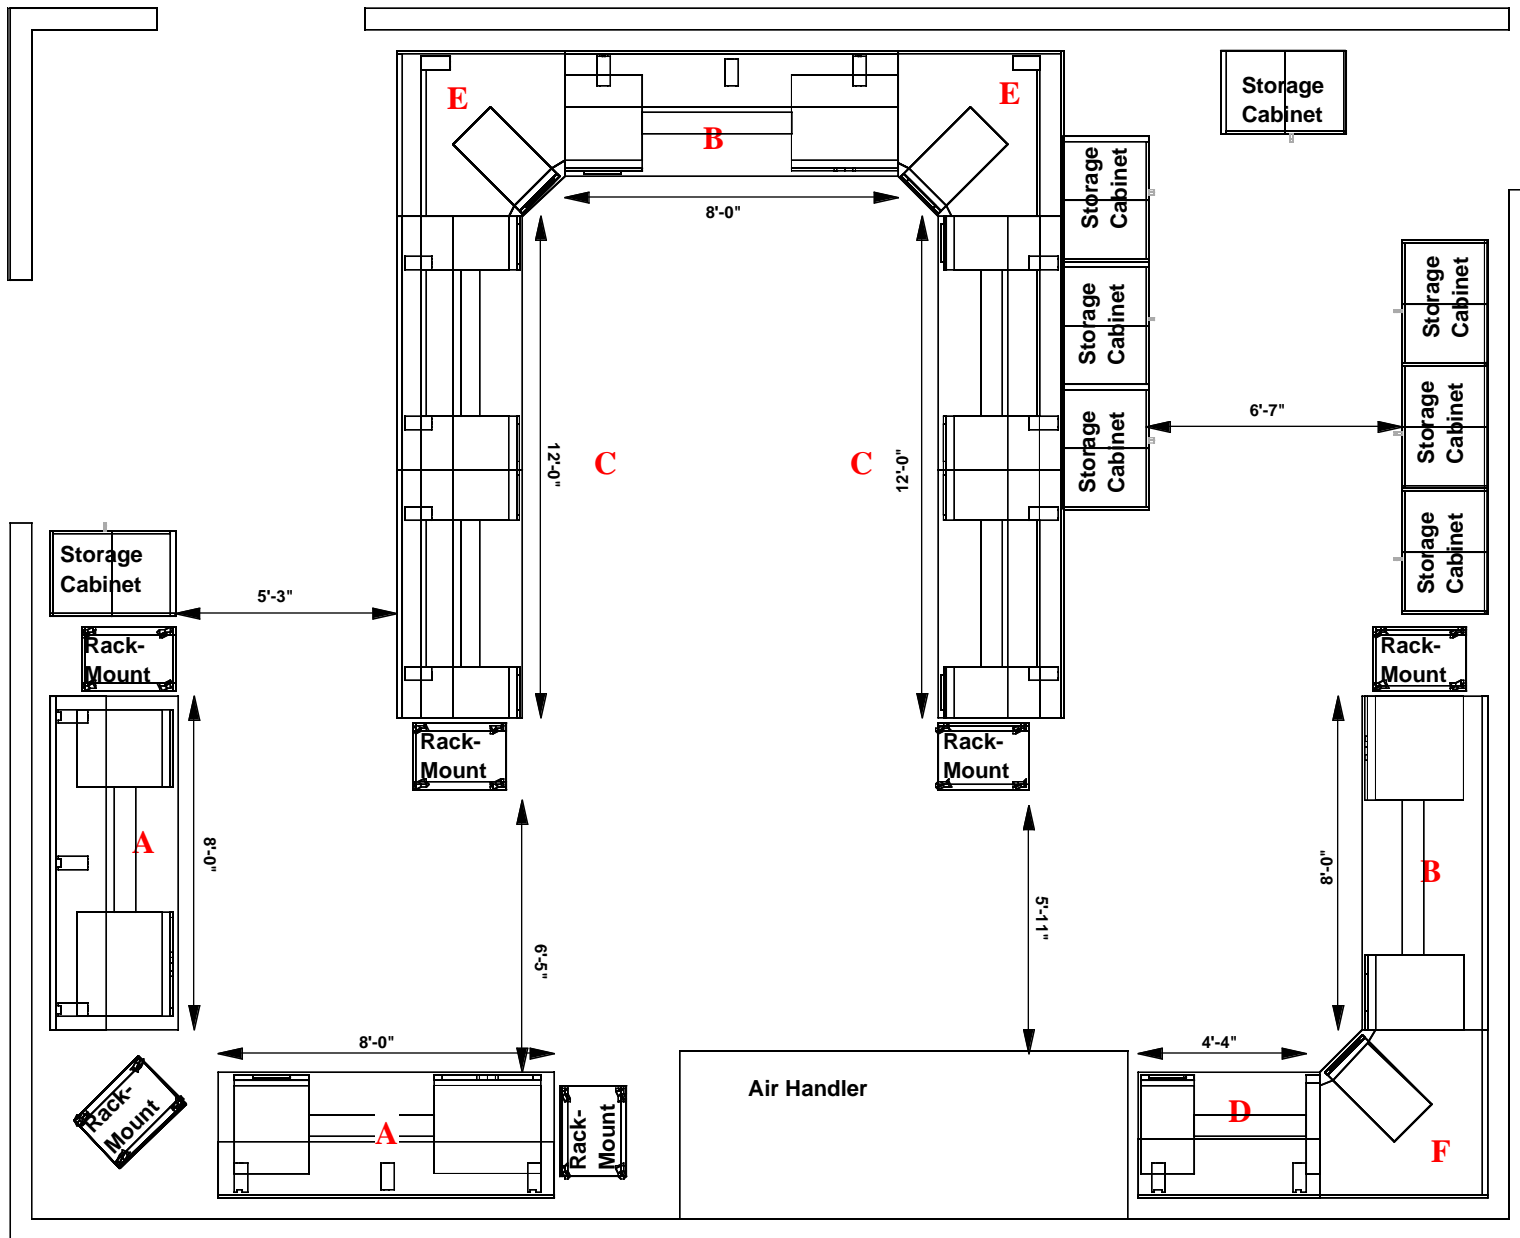 Storage
Cabinet
E
E
B
8'-0"
Storage
Cabinet
Storage
Cabinet
Storage
Cabinet
Storage
Cabinet
Storage
Cabinet
Storage
Cabinet
6'-7"
12'-0"
C
C
12'-0"
Storage
Cabinet
5'-3"
Rack-
Mount
Rack-
Mount
Rack-
Mount
Rack-
Mount
A
8'-0"
8'-0"
B
6'-5"
5'-11"
8'-0"
4'-4"
Air Handler
Rack-
Mount
A
Rack-
Mount
D
F